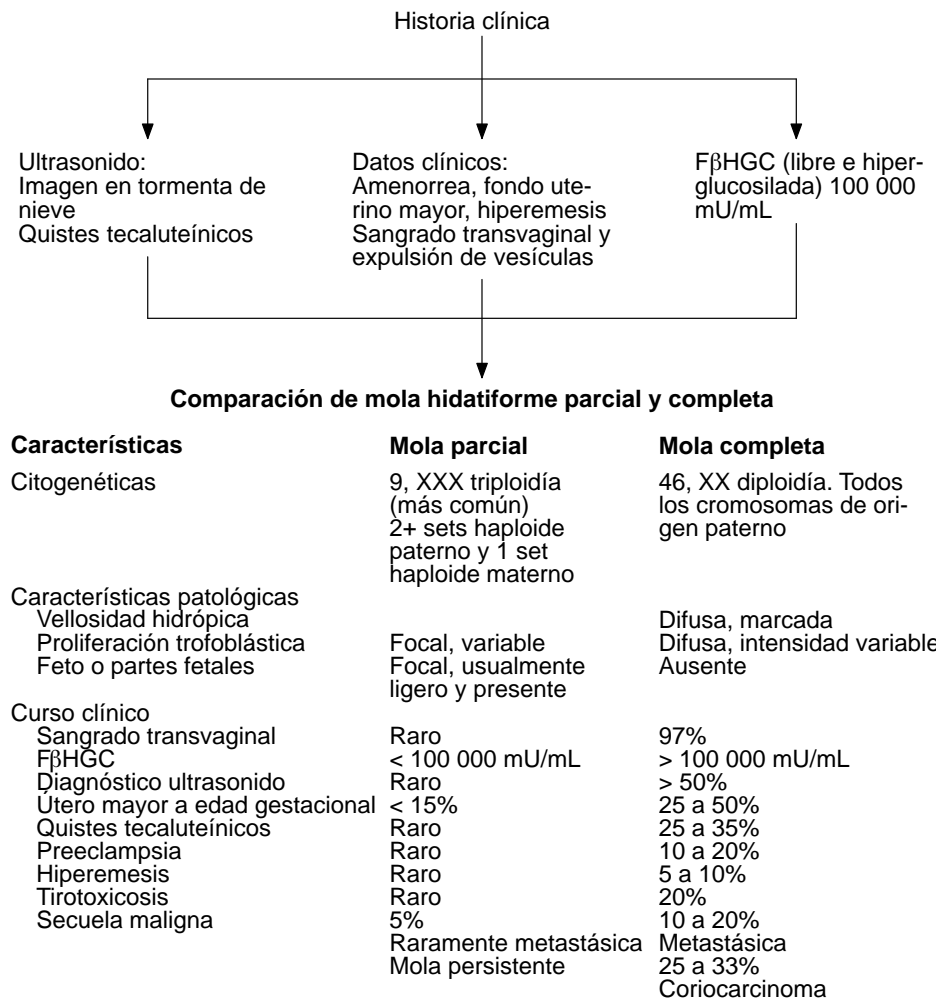 Historia clínica
Ultrasonido:
Imagen en tormenta de
nieve
Quistes tecaluteínicos
Datos clínicos:
Amenorrea, fondo ute-
rino mayor, hiperemesis
Sangrado transvaginal y
expulsión de vesículas
FβHGC (libre e hiper-
glucosilada) 100 000
mU/mL
Comparación de mola hidatiforme parcial y completa
Características Mola parcial Mola completa
Citogenéticas 9, XXX triploidía 46, XX diploidía. Todos
(más común) los cromosomas de ori-
2+ sets haploide gen paterno
paterno y 1 set
haploide materno
Características patológicas
Vellosidad hidrópica Difusa, marcada
Proliferación trofoblástica Focal, variable Difusa, intensidad variable
Feto o partes fetales Focal, usualmente Ausente
ligero y presente
Curso clínico
Sangrado transvaginal Raro 97%
FβHGC < 100 000 mU/mL > 100 000 mU/mL
Diagnóstico ultrasonido Raro > 50%
Útero mayor a edad gestacional < 15% 25 a 50%
Quistes tecaluteínicos Raro 25 a 35%
Preeclampsia Raro 10 a 20%
Hiperemesis Raro 5 a 10%
Tirotoxicosis Raro 20%
Secuela maligna 5% 10 a 20%
Raramente metastásica Metastásica
Mola persistente 25 a 33%
Coriocarcinoma